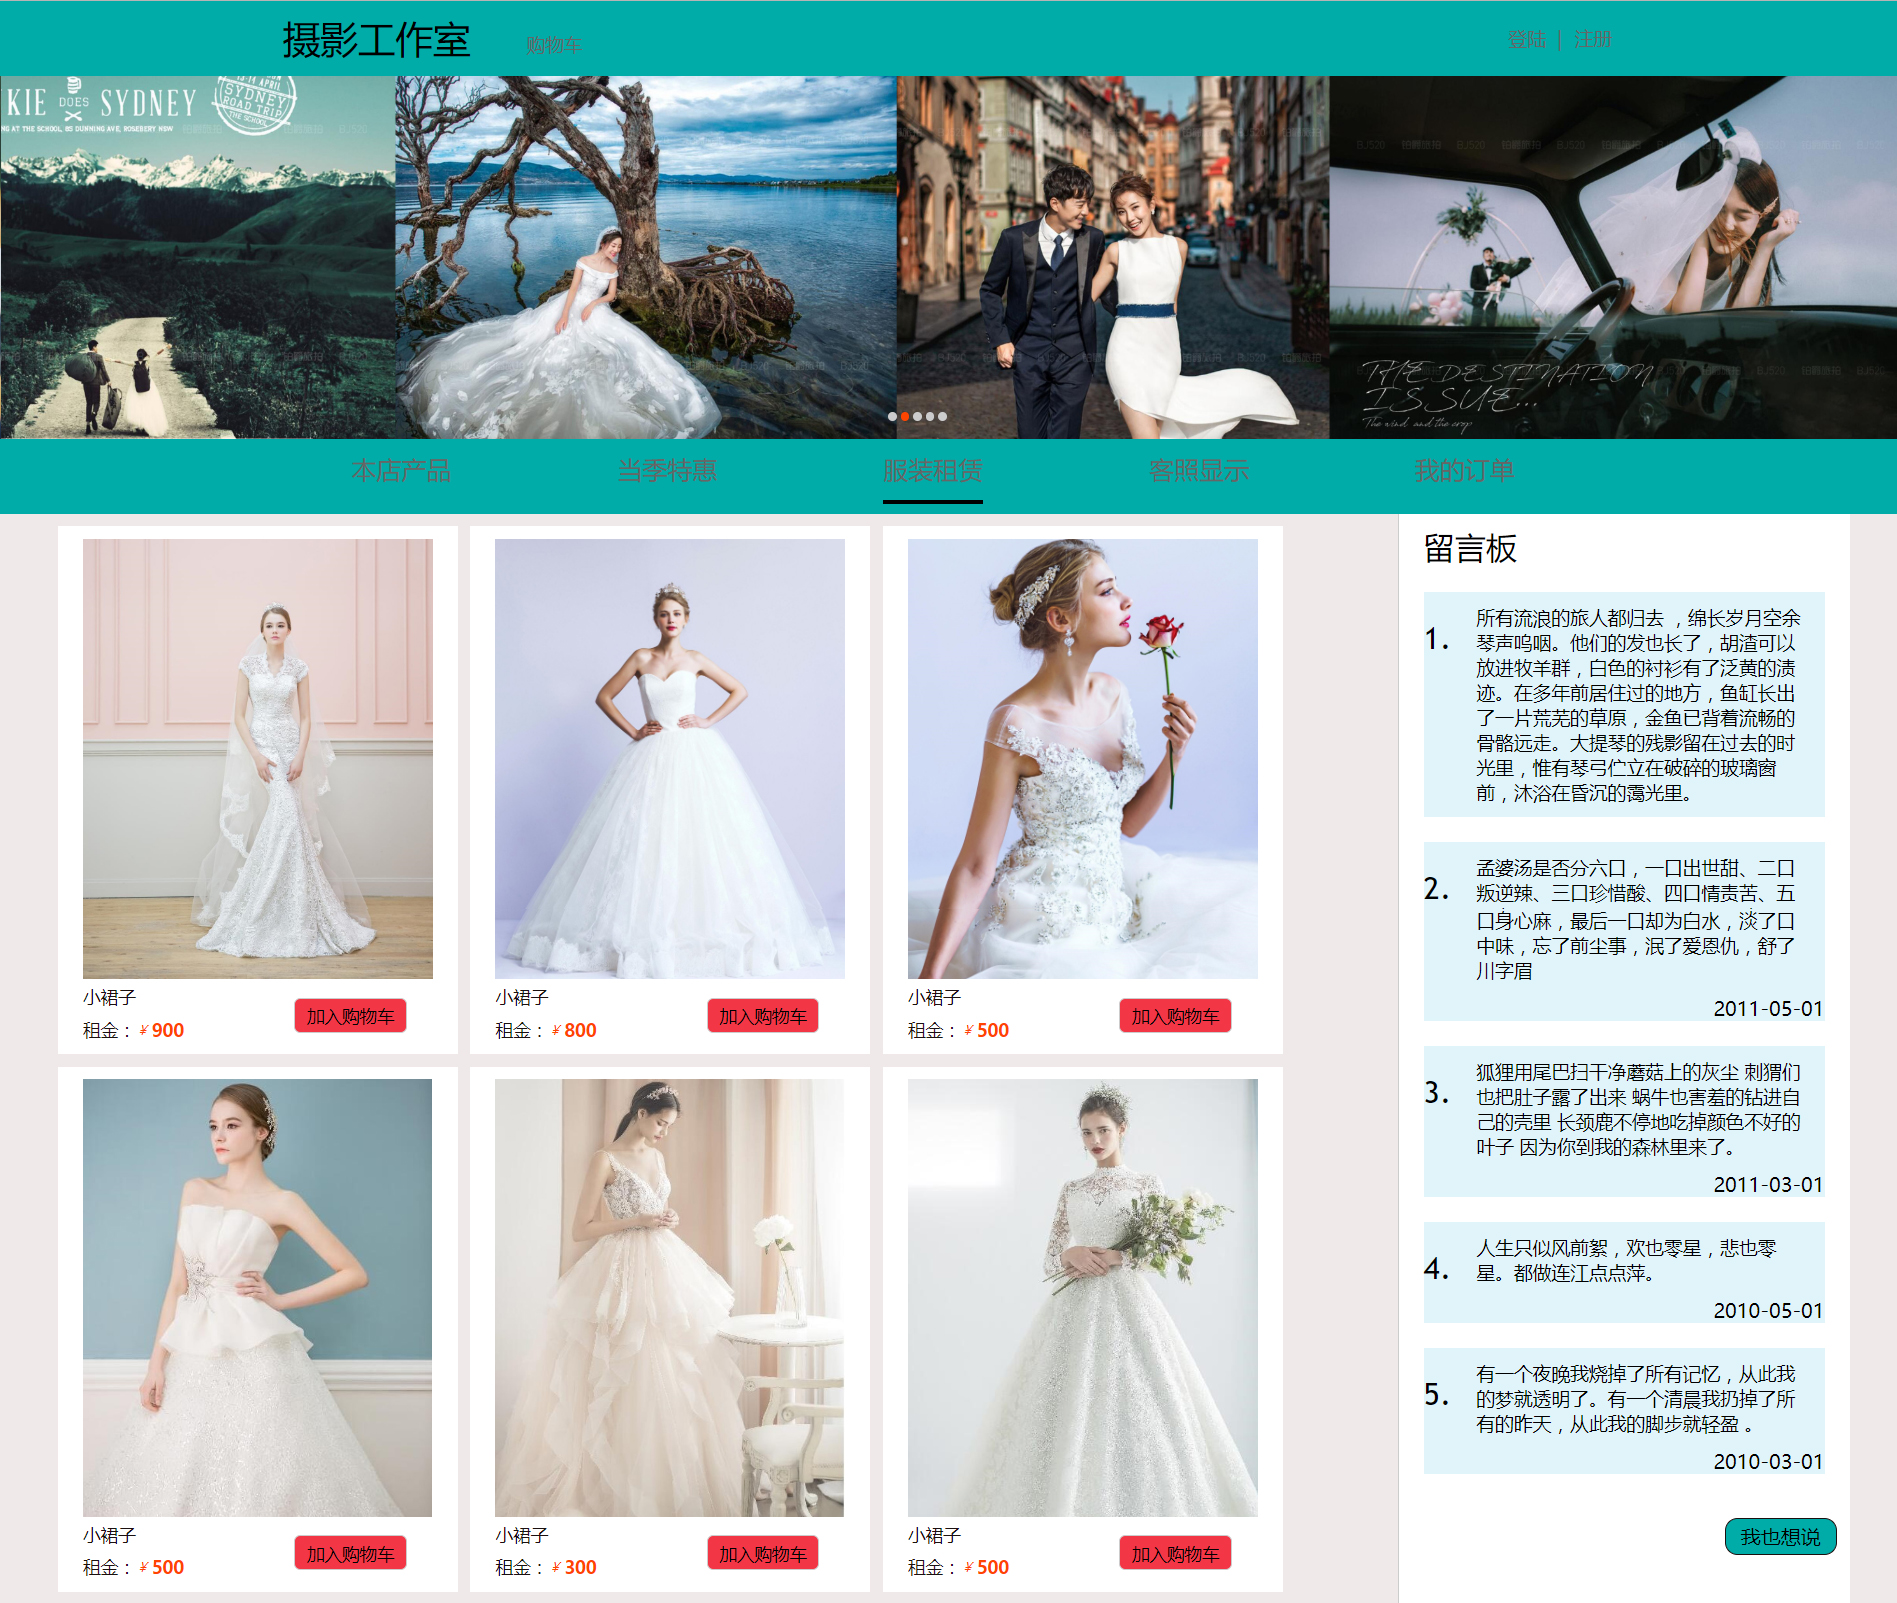 摄影工作室
购物车
登陆 | 注册
KIE DOES SYDNEY
NG AT THE SCHOOL, 65 DUNNING AVE, ROSEBERY NSW
13-14 APRIL
SYDNEY
ROAD TRIP
THE SCHOOL
THE DESTINATION
ISSUE...
The wind and the crop
本店产品
当季特惠
服装租赁
客照显示
我的订单
小裙子
租金：￥900
加入购物车
小裙子
租金：￥800
加入购物车
小裙子
租金：￥500
加入购物车
小裙子
租金：￥500
加入购物车
小裙子
租金：￥300
加入购物车
小裙子
租金：￥500
加入购物车
留言板
1.
所有流浪的旅人都归去 ，绵长岁月空余
琴声呜咽。他们的发也长了，胡渣可以
放进牧羊群，白色的衬衫有了泛黄的渍
迹。在多年前居住过的地方，鱼缸长出
了一片荒芜的草原，金鱼已背着流畅的
骨骼远走。大提琴的残影留在过去的时
光里，惟有琴弓伫立在破碎的玻璃窗
前，沐浴在昏沉的霭光里。
2.
孟婆汤是否分六口，一口出世甜、二口
叛逆辣、三口珍惜酸、四口情责苦、五
口身心麻，最后一口却为白水，淡了口
中味，忘了前尘事，泯了爱恩仇，舒了
川字眉
2011-05-01
3.
狐狸用尾巴扫干净蘑菇上的灰尘 刺猬们
也把肚子露了出来 蜗牛也害羞的钻进自
己的壳里 长颈鹿不停地吃掉颜色不好的
叶子 因为你到我的森林里来了。
2011-03-01
4.
人生只似风前絮，欢也零星，悲也零
星。都做连江点点萍。
2010-05-01
5.
有一个夜晚我烧掉了所有记忆，从此我
的梦就透明了。有一个清晨我扔掉了所
有的昨天，从此我的脚步就轻盈 。
2010-03-01
我也想说